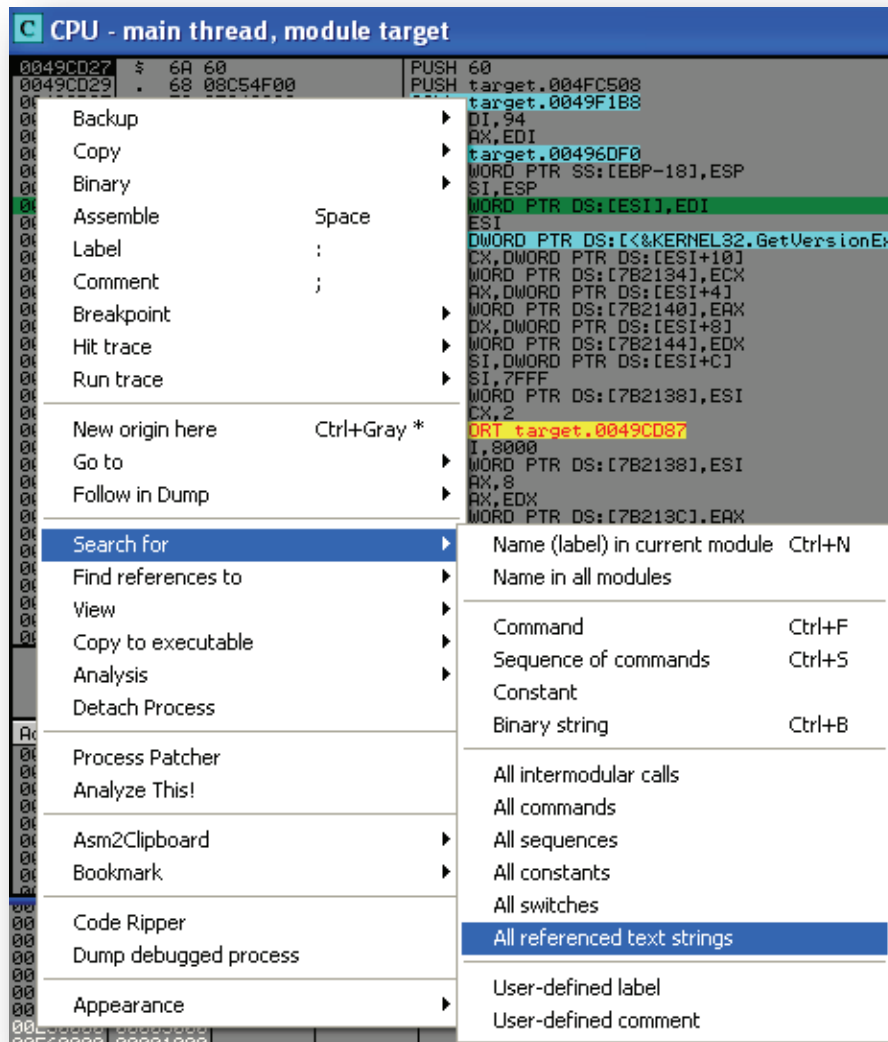 C CPU - main thread, module target
0049CD27 $ 6A 60 PUSH 60
0049CD29 . 68 08C54F00 PUSH target.004FC508
target.0049F1B8
DI,94
AX,EDI
target.00496DF0
WORD PTR SS:[EBP-18],ESP
SI,ESP
WORD PTR DS:[ESI],EDI
ESI
DWORD PTR DS:[<&KERNEL32.GetVersionEx
CX,DWORD PTR DS:[ESI+10]
WORD PTR DS:[7B2134],ECX
AX,DWORD PTR DS:[ESI+4]
WORD PTR DS:[7B2140],EAX
DX,DWORD PTR DS:[ESI+8]
WORD PTR DS:[7B2144],EDX
SI,DWORD PTR DS:[ESI+C]
SI,7FFF
WORD PTR DS:[7B2138],ESI
CX,2
ORT target.0049CD87
I,8000
WORD PTR DS:[7B2138],ESI
AX,8
AX,EDX
WORD PTR DS:[7B213C],EAX
Backup
Copy
Binary
Assemble Space
Label :
Comment ;
Breakpoint
Hit trace
Run trace
New origin here Ctrl+Gray *
Go to
Follow in Dump
Search for
Find references to
View
Copy to executable
Analysis
Detach Process
Process Patcher
Analyze This!
Asm2Clipboard
Bookmark
Code Ripper
Dump debugged process
Appearance
Name (label) in current module Ctrl+N
Name in all modules
Command Ctrl+F
Sequence of commands Ctrl+S
Constant
Binary string Ctrl+B
All intermodular calls
All commands
All sequences
All constants
All switches
All referenced text strings
User-defined label
User-defined comment